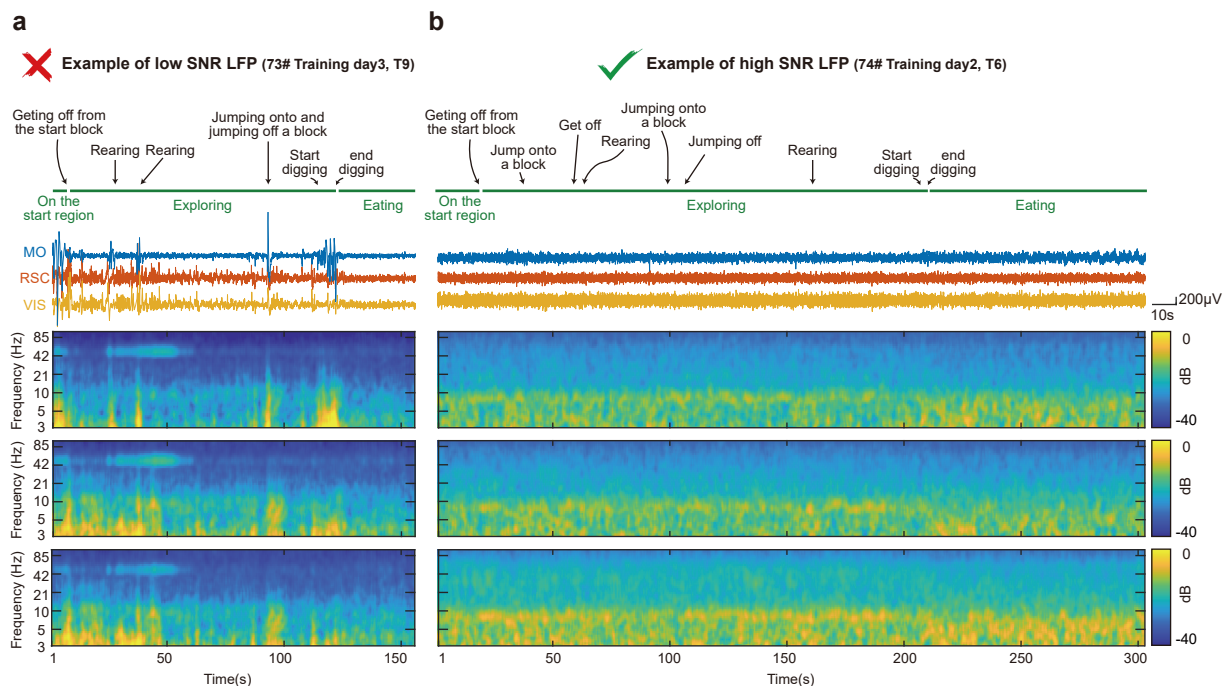 a
Example of low SNR LFP (73# Training day3, T9)
Geting off from
the start block
Rearing
Rearing
Jumping onto and
jumping off a block
Start
digging
end
digging
On the
start region
Exploring
Eating
MO
RSC
VIS
Frequency (Hz)
85
42
21
10
5
3
Frequency (Hz)
85
42
21
10
5
3
Frequency (Hz)
85
42
21
10
5
3
1
50
100
150
Time(s)
b
Example of high SNR LFP (74# Training day2, T6)
Geting off from
the start block
Jump onto
a block
Get off
Rearing
Jumping onto
a block
Jumping off
Rearing
Start
digging
end
digging
On the
start region
Exploring
Eating
200μV
10s
0
dB
-40
0
dB
-40
0
dB
-40
1
50
100
150
200
250
300
Time(s)